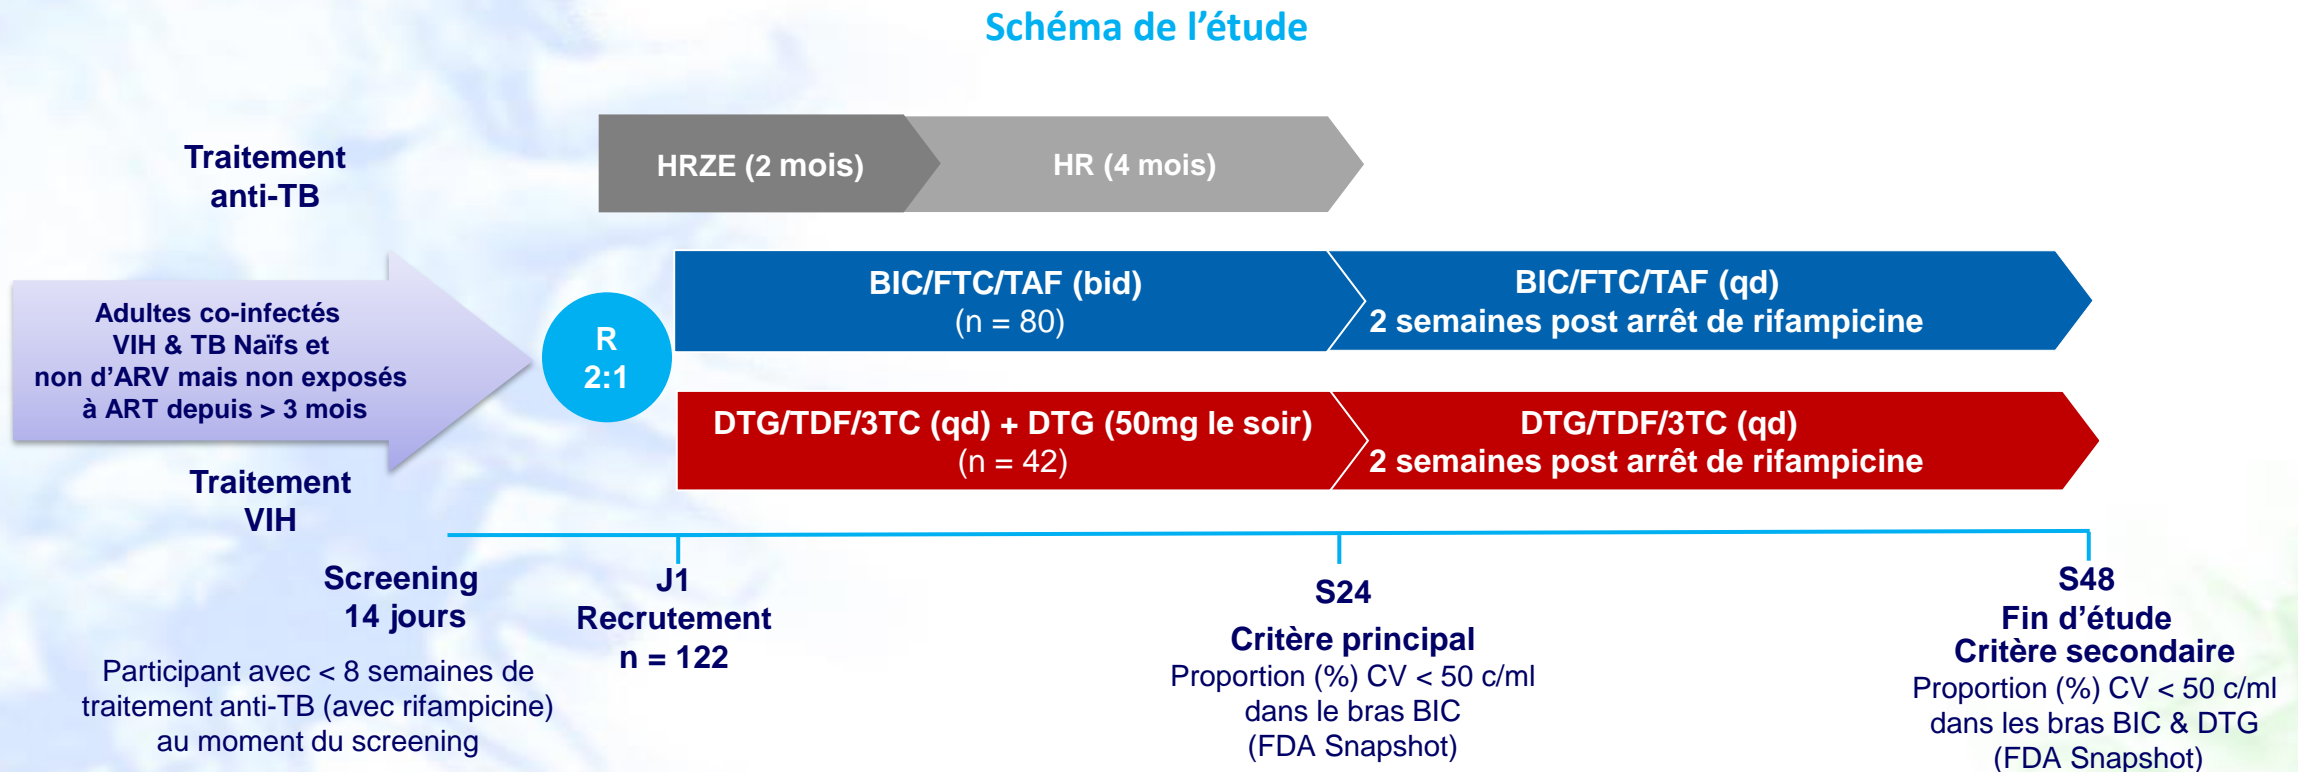 Schéma de l'étude
Traitement
anti-TB
HRZE (2 mois)
HR (4 mois)
Adultes co-infectés
VIH & TB Naïfs et
non d'ARV mais non exposés
à ART depuis > 3 mois
R
2:1
BIC/FTC/TAF (bid)
(n = 80)
BIC/FTC/TAF (qd)
2 semaines post arrêt de rifampicine
DTG/TDF/3TC (qd) + DTG (50mg le soir)
(n = 42)
DTG/TDF/3TC (qd)
2 semaines post arrêt de rifampicine
Traitement
VIH
Screening
14 jours
Participant avec < 8 semaines de
traitement anti-TB (avec rifampicine)
au moment du screening
J1
Recrutement
n = 122
S24
Critère principal
Proportion (%) CV < 50 c/ml
dans le bras BIC
(FDA Snapshot)
S48
Fin d'étude
Critère secondaire
Proportion (%) CV < 50 c/ml
dans les bras BIC & DTG
(FDA Snapshot)